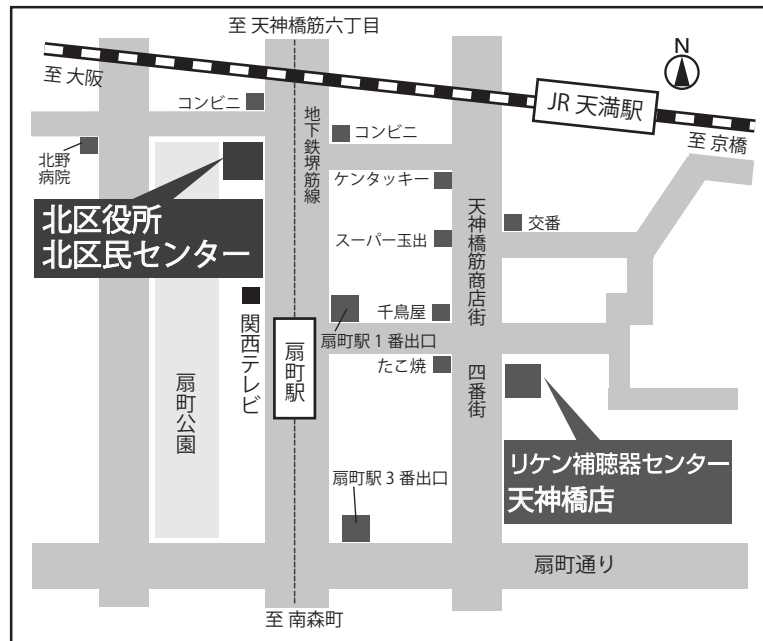 至 天神橋筋六丁目
N
至 大阪
JR 天満駅
コンビニ
地下鉄堺筋線
コンビニ
至 京橋
北野
病院
ケンタッキー
天神橋筋商店街
北区役所
北区民センター
交番
スーパー玉出
関西テレビ
千鳥屋
扇町駅 1 番出口
扇町駅
たこ焼
四番街
扇町公園
リケン補聴器センター
天神橋店
扇町駅 3 番出口
扇町通り
至 南森町